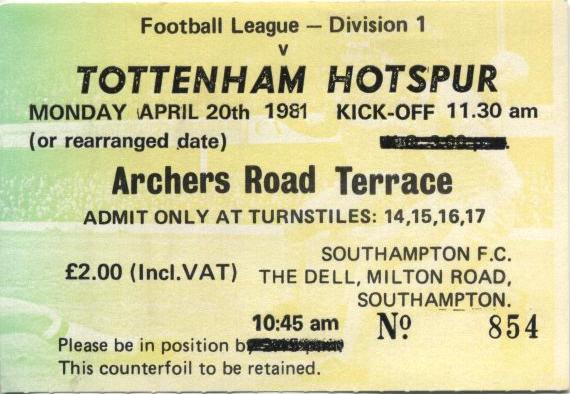 Football League — Division 1
v
TOTTENHAM HOTSPUR
MONDAY APRIL 20th 1981 KICK-OFF 11.30 am
(or rearranged date)
Archers Road Terrace
ADMIT ONLY AT TURNSTILES: 14,15,16,17
SOUTHAMPTON F.C.
£2.00 (Incl.VAT) THE DELL, MILTON ROAD,
SOUTHAMPTON.
10:45 am Nº 854
Please be in position by
This counterfoil to be retained.